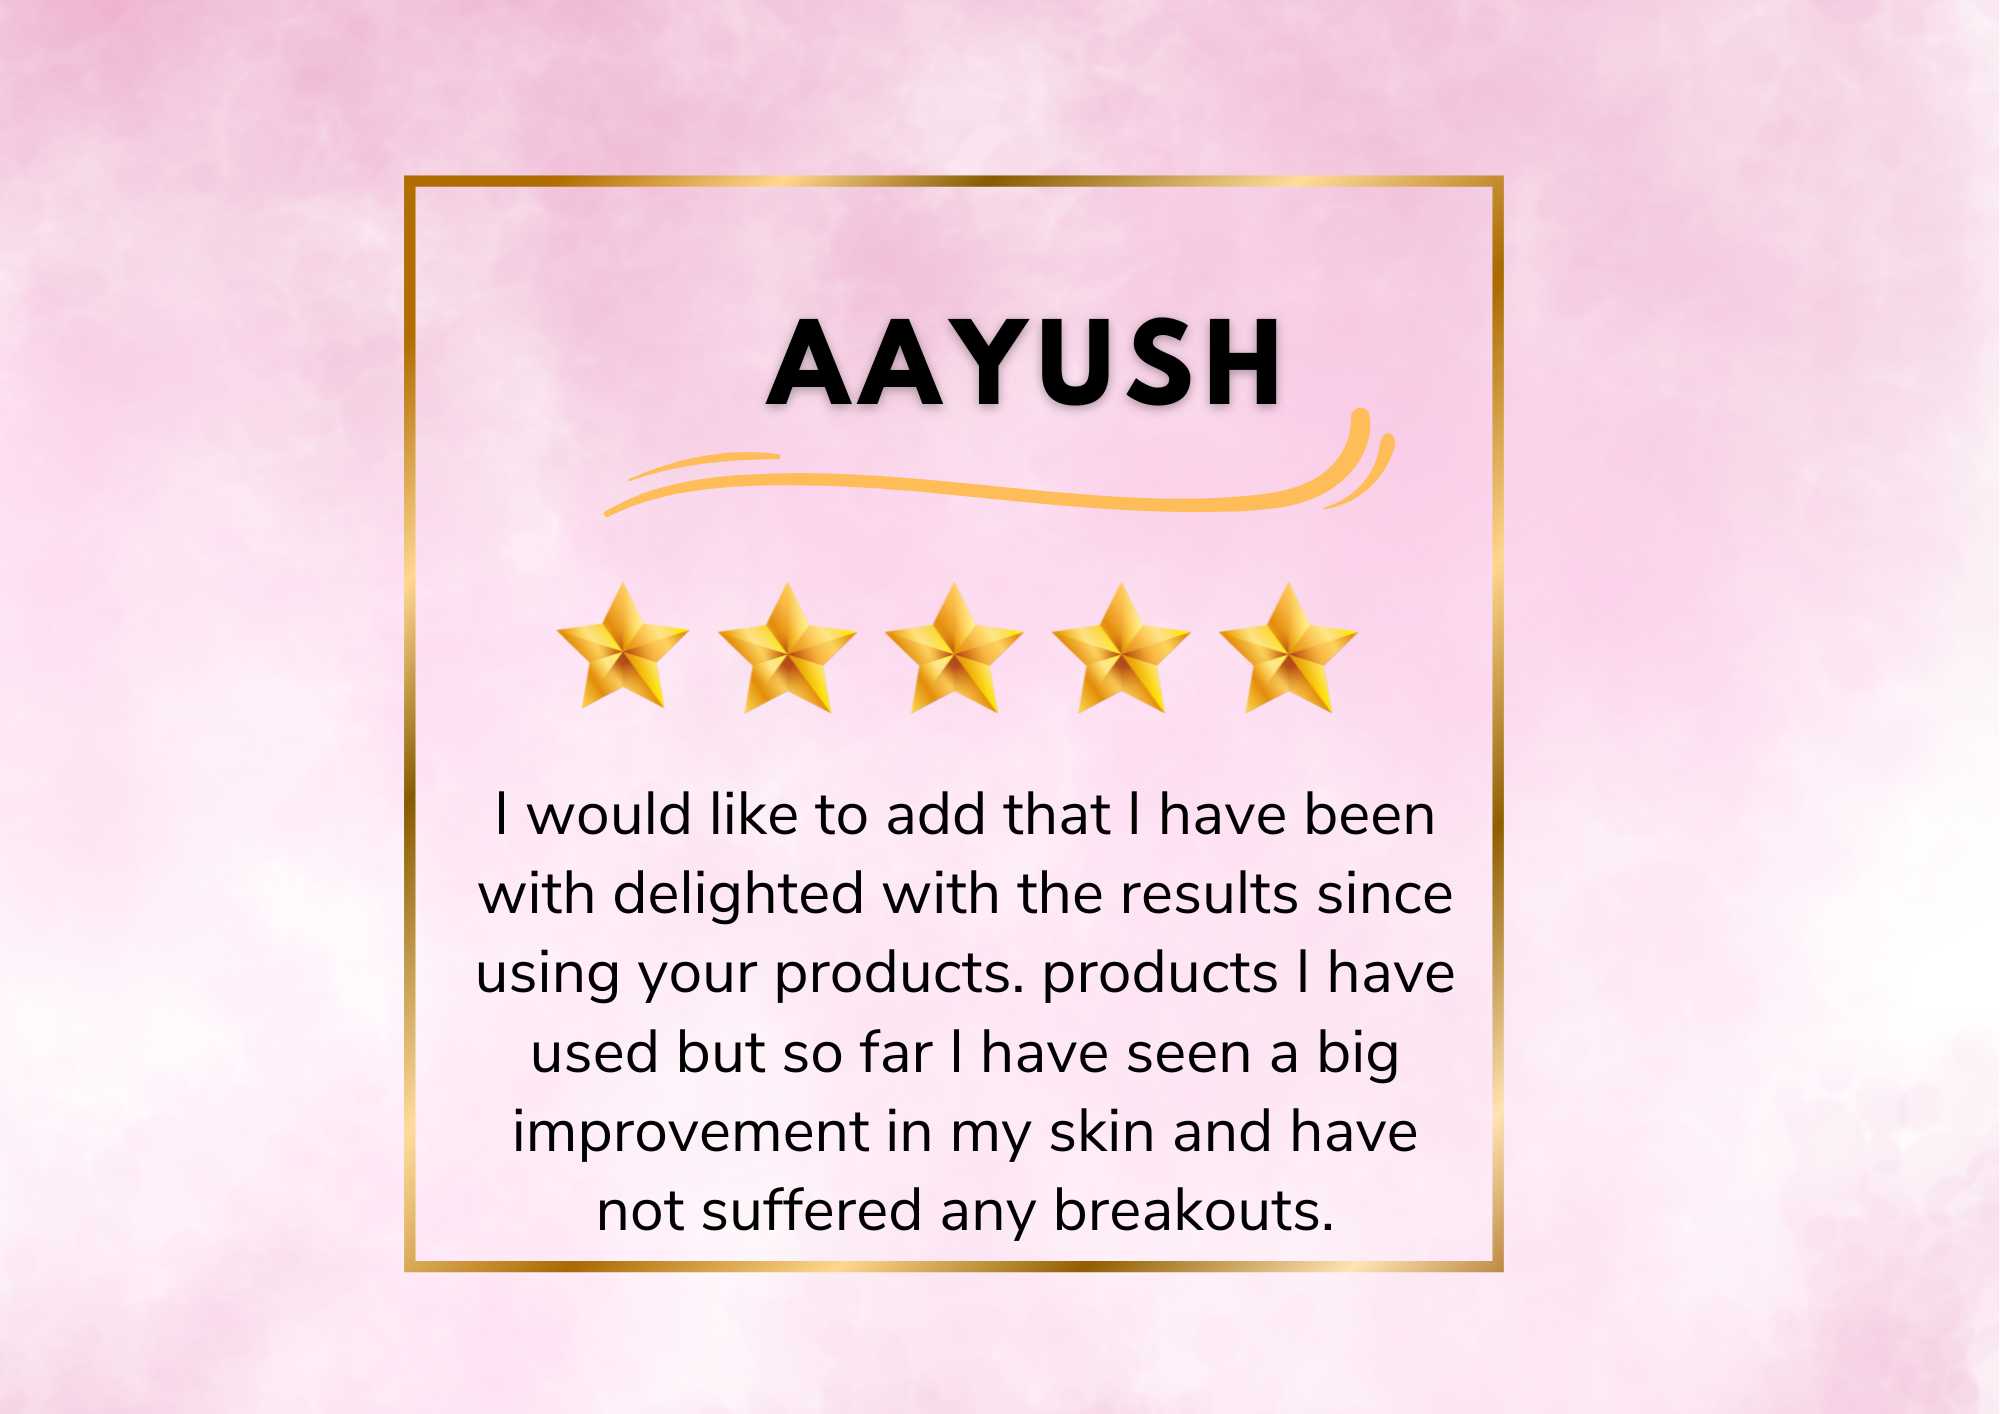 AAYUSH
I would like to add that I have been
with delighted with the results since
using your products. products I have
used but so far I have seen a big
improvement in my skin and have
not suffered any breakouts.